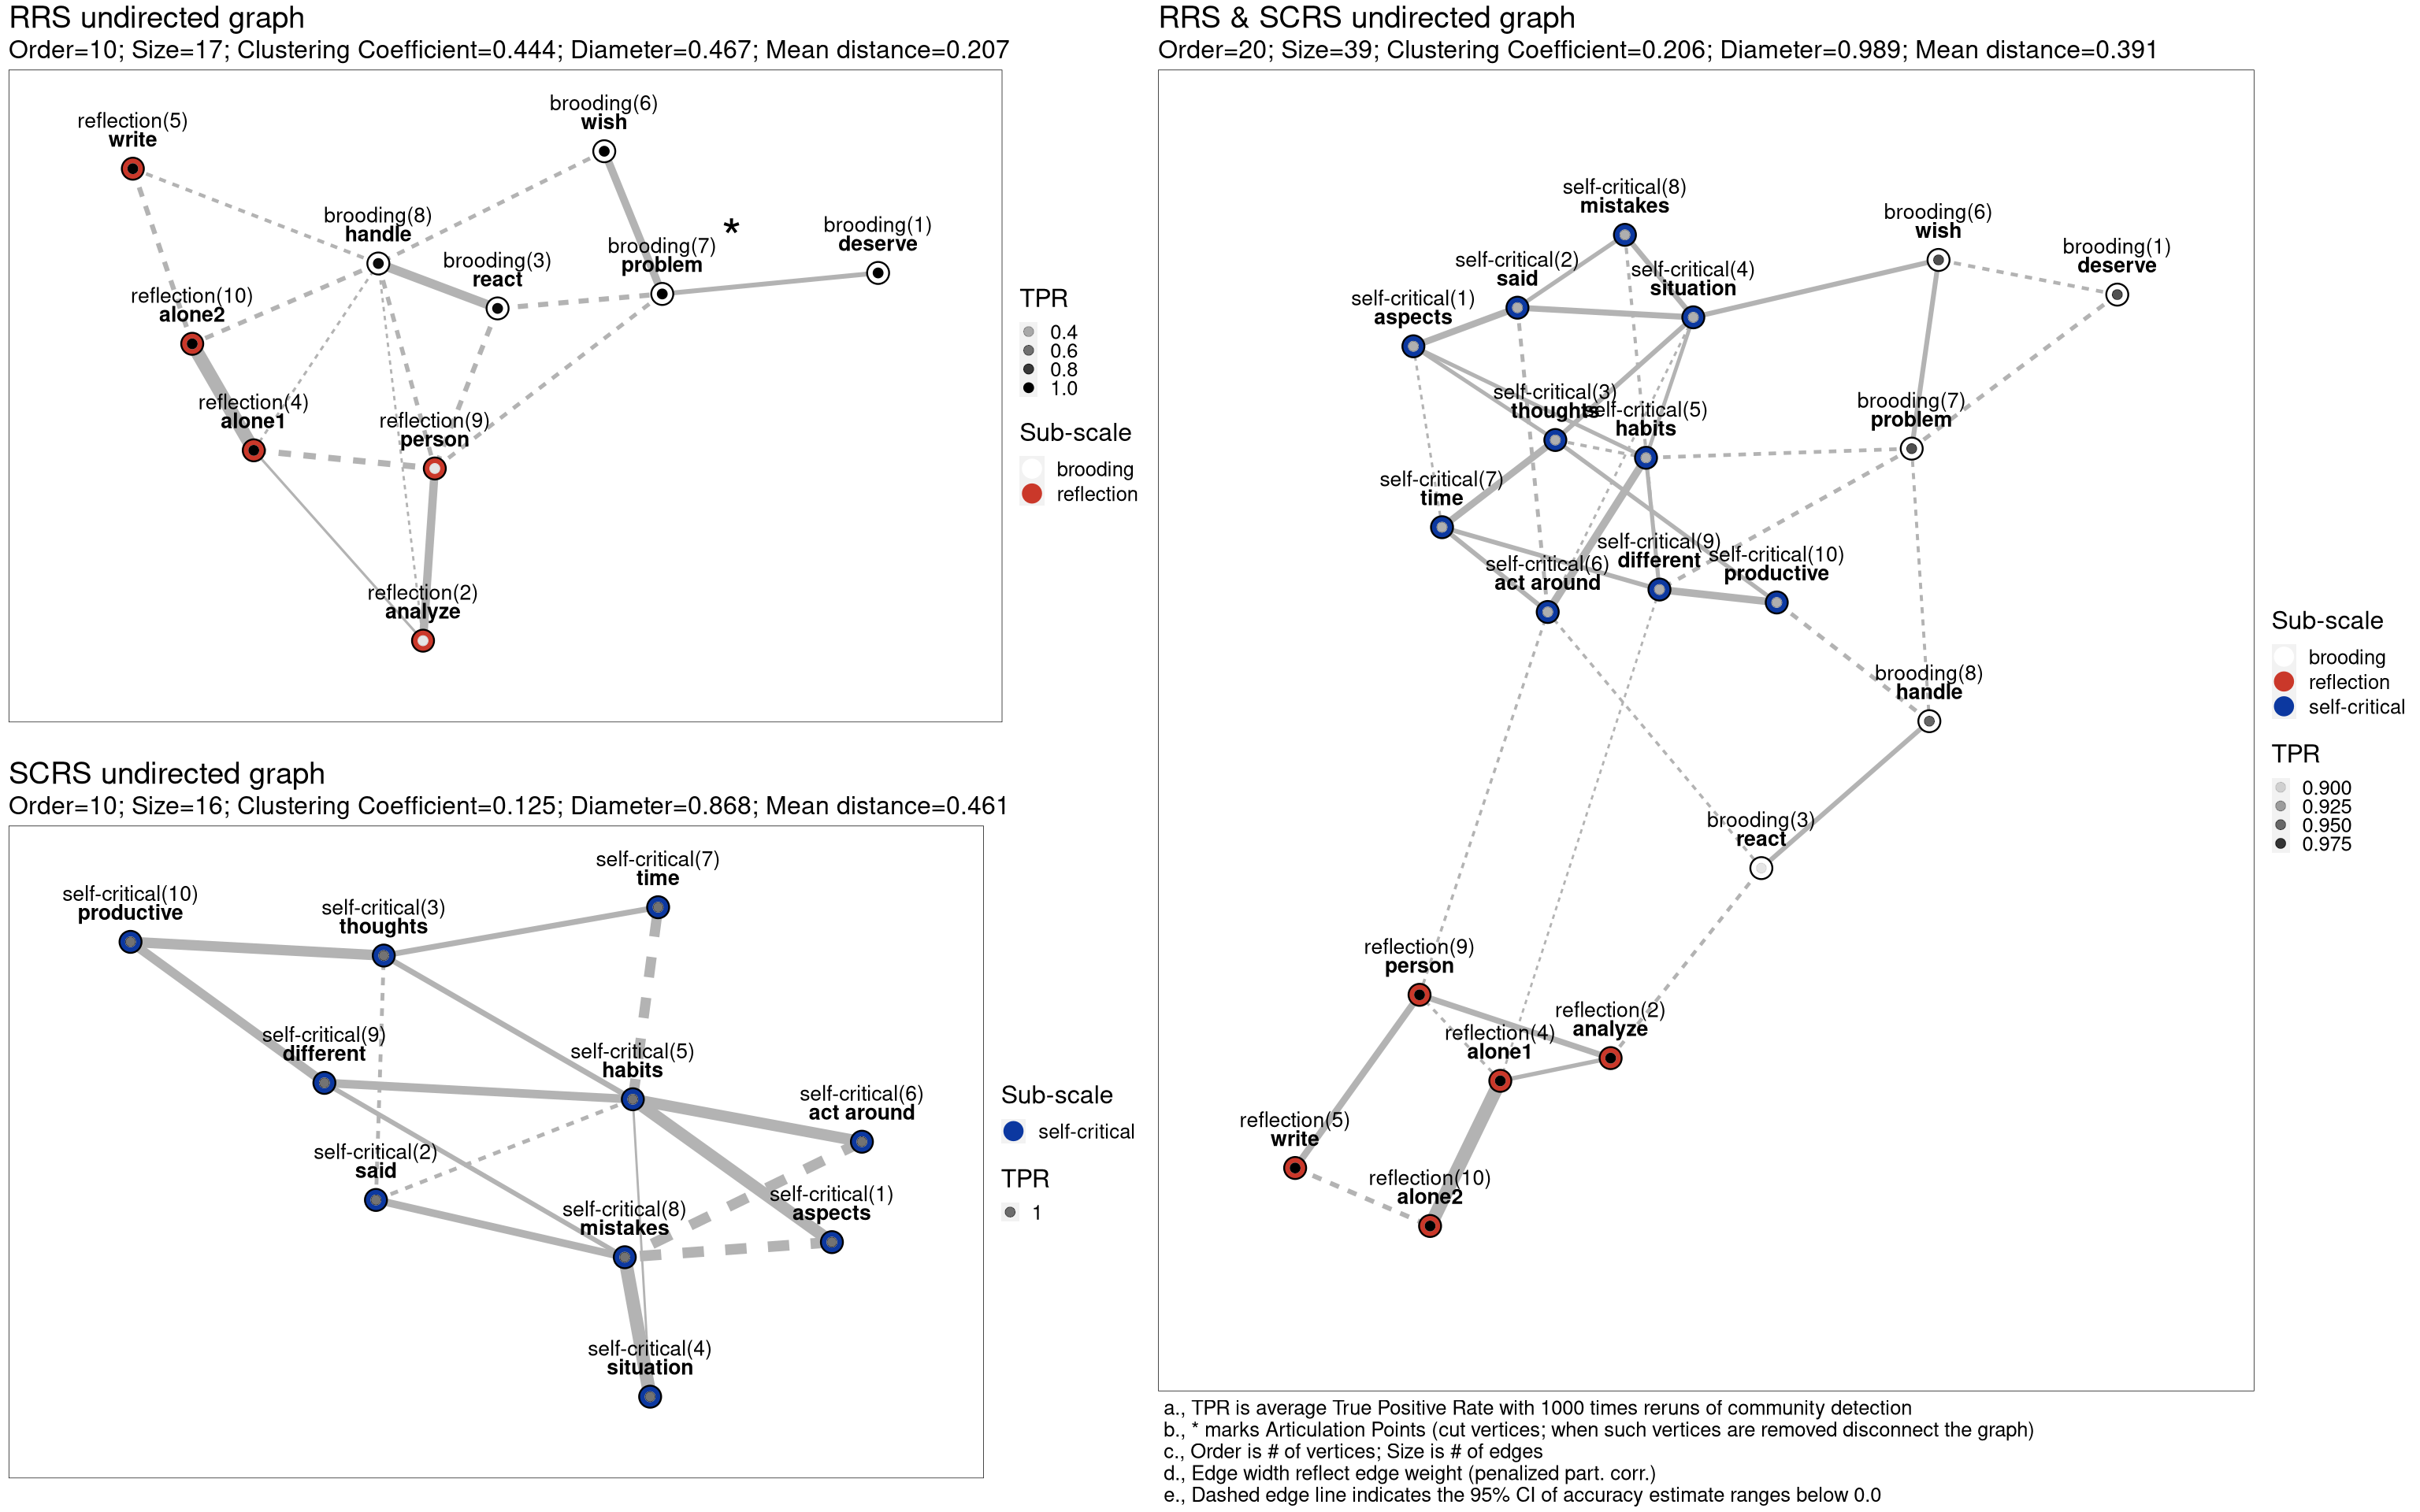 RRS undirected graph
Order=10; Size=17; Clustering Coefficient=0.444; Diameter=0.467; Mean distance=0.207
brooding(6)
wish
reflection(5)
write
brooding(8)
handle
brooding(1)
deserve
*
brooding(7)
problem
brooding(3)
react
reflection(10)
alone2
reflection(4)
alone1
reflection(9)
person
reflection(2)
analyze
TPR
0.4
0.6
0.8
1.0
Sub-scale
brooding
reflection
SCRS undirected graph
Order=10; Size=16; Clustering Coefficient=0.125; Diameter=0.868; Mean distance=0.461
self-critical(7)
time
self-critical(10)
productive
self-critical(3)
thoughts
self-critical(9)
different
self-critical(5)
habits
self-critical(6)
act around
self-critical(2)
said
self-critical(1)
aspects
self-critical(8)
mistakes
self-critical(4)
situation
Sub-scale
self-critical
TPR
1
RRS & SCRS undirected graph
Order=20; Size=39; Clustering Coefficient=0.206; Diameter=0.989; Mean distance=0.391
self-critical(8)
mistakes
brooding(6)
wish
brooding(1)
deserve
self-critical(2)
said
self-critical(4)
situation
self-critical(1)
aspects
self-critical(3)
thoughts
self-critical(5)
habits
brooding(7)
problem
self-critical(7)
time
self-critical(9)
different
self-critical(10)
productive
self-critical(6)
act around
brooding(8)
handle
brooding(3)
react
reflection(9)
person
reflection(2)
analyze
reflection(4)
alone1
reflection(5)
write
reflection(10)
alone2
Sub-scale
brooding
reflection
self-critical
TPR
0.900
0.925
0.950
0.975
a., TPR is average True Positive Rate with 1000 times reruns of community detection
b., * marks Articulation Points (cut vertices; when such vertices are removed disconnect the graph)
c., Order is # of vertices; Size is # of edges
d., Edge width reflect edge weight (penalized part. corr.)
e., Dashed edge line indicates the 95% CI of accuracy estimate ranges below 0.0